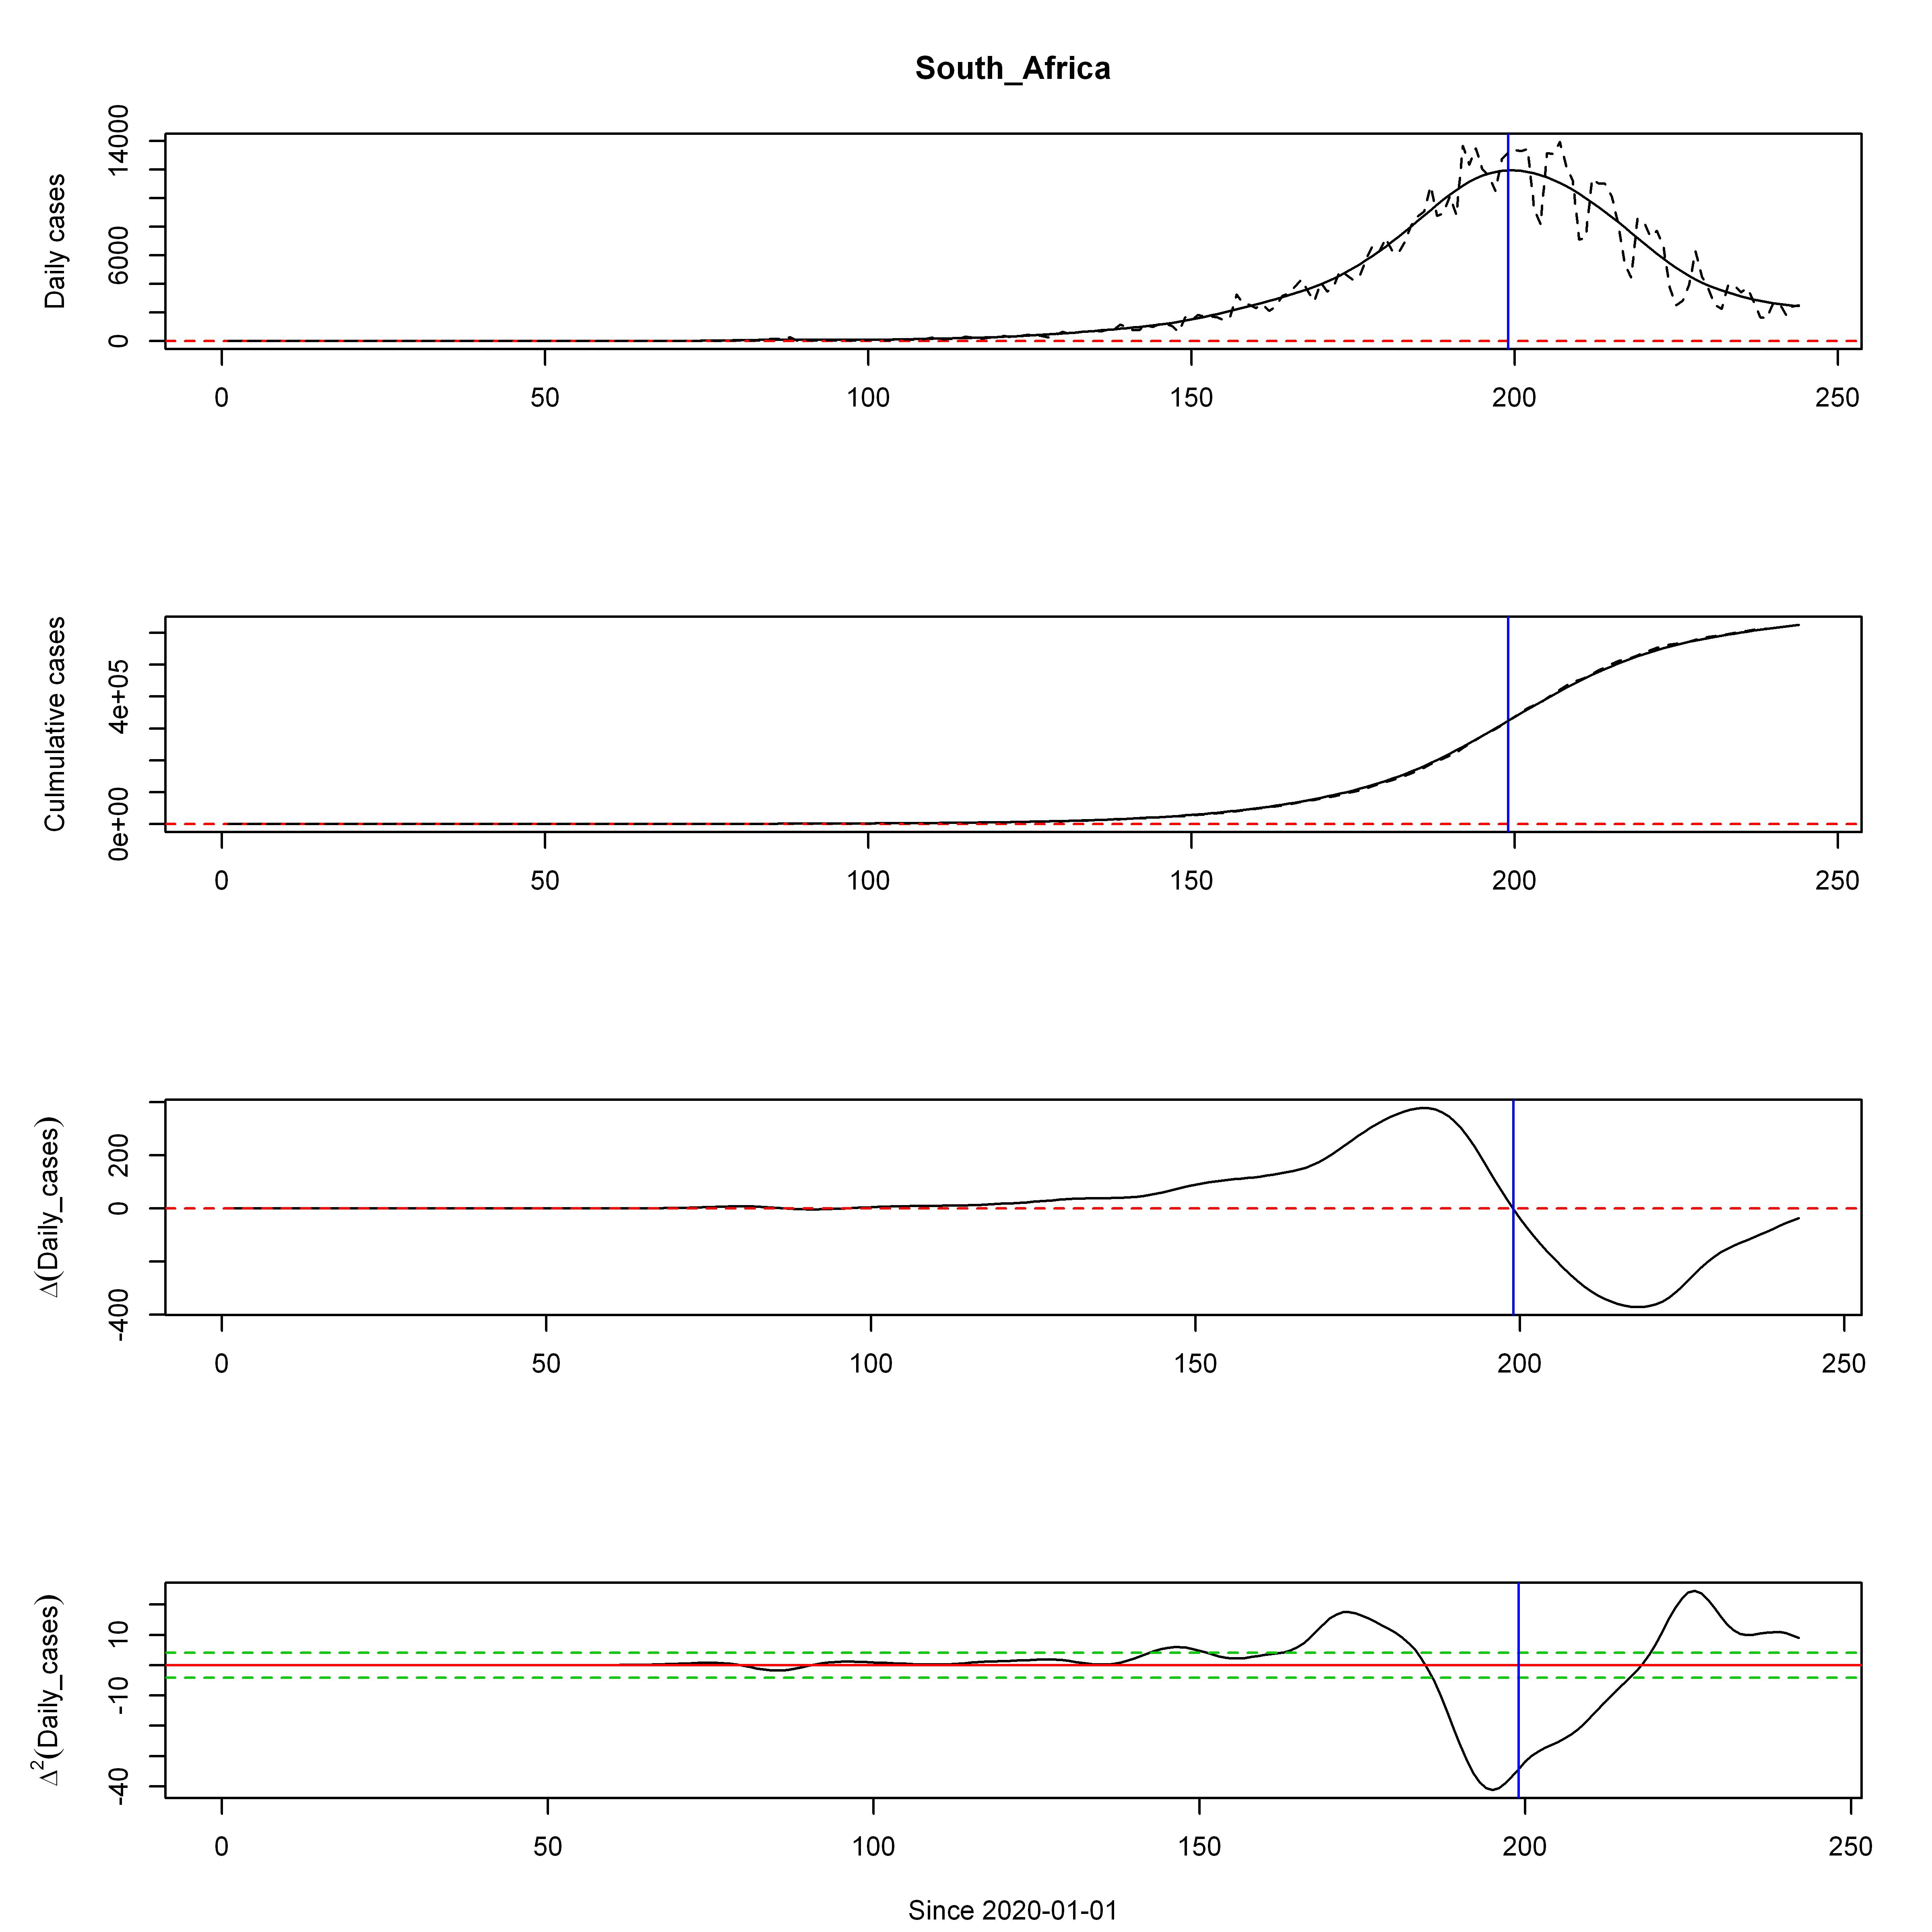 South_Africa
Daily cases
0 6000 14000
0 50 100 150 200 250
Culmulative cases
0e+00 4e+05
0 50 100 150 200 250
Δ(Daily_cases)
-400 0 200
0 50 100 150 200 250
Δ²(Daily_cases)
-40 -10 10
0 50 100 150 200 250
Since 2020-01-01